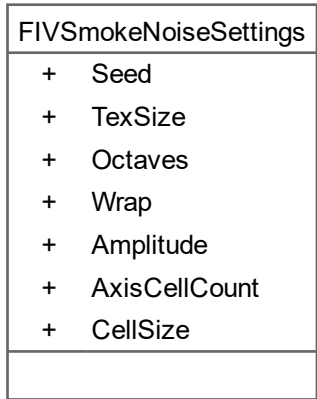 FIVSmokeNoiseSettings
+ Seed
+ TexSize
+ Octaves
+ Wrap
+ Amplitude
+ AxisCellCount
+ CellSize